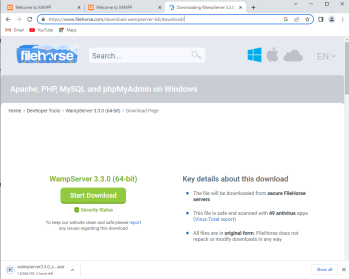 Welcome to XAMPP
Welcome to XAMPP
Downloading WampServer 3.3.
https://www.filehorse.com/download-wampserver-64/download/
Gmail
YouTube
Maps
filehorse
Search...
EN
Apache, PHP, MySQL and phpMyAdmin on Windows
Home
Developer Tools
WampServer 3.3.0 (64-bit)
Download Page
WampServer 3.3.0 (64-bit)
Start Download
Security Status
To keep our website clean and safe please report
any issues regarding this download
Key details about this download
The file will be downloaded from secure FileHorse
servers
This file is safe and scanned with 49 antivirus apps
(Virus-Total report)
All files are in original form. FileHorse does not
repack or modify downloads in any way
wampserver3.3.0_x....exe
Show all